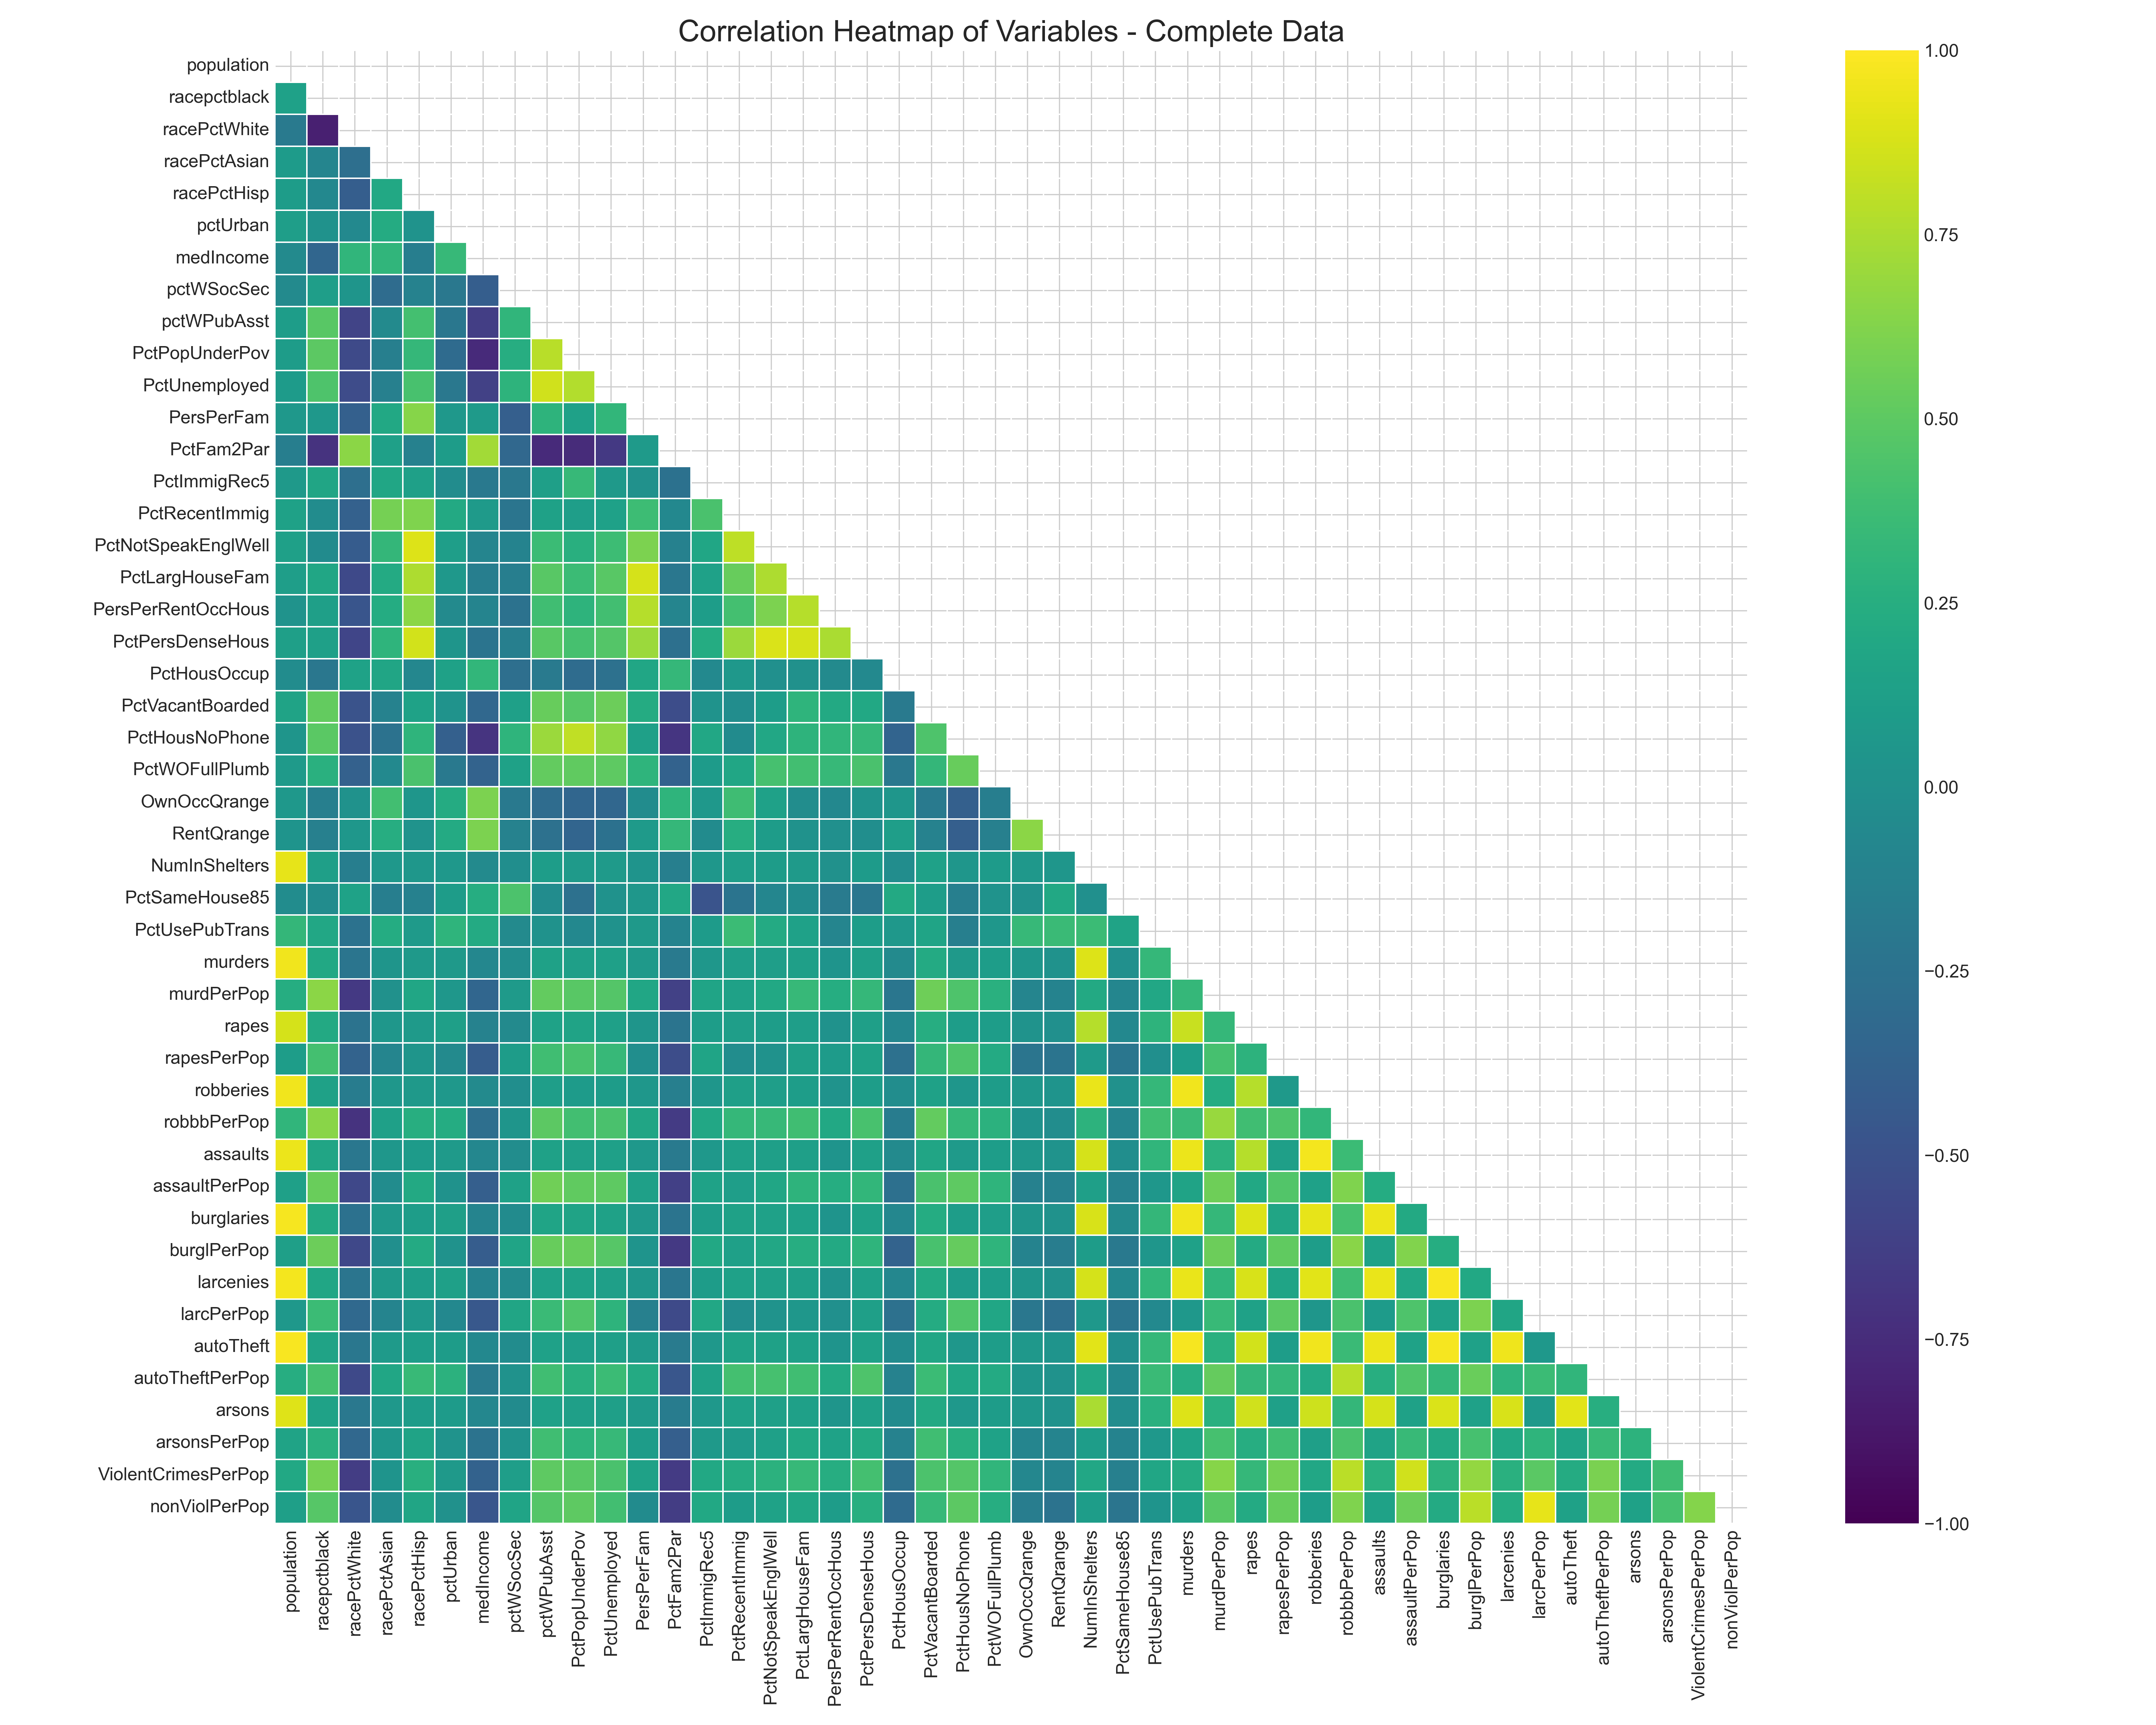 Correlation Heatmap of Variables - Complete Data
population
racepctblack
racePctWhite
racePctAsian
racePctHisp
pctUrban
medIncome
pctWSocSec
pctWPubAsst
PctPopUnderPov
PctUnemployed
PersPerFam
PctFam2Par
PctImmigRec5
PctRecentImmig
PctNotSpeakEnglWell
PctLargHouseFam
PersPerRentOccHous
PctPersDenseHous
PctHousOccup
PctVacantBoarded
PctHousNoPhone
PctWOFullPlumb
OwnOccQrange
RentQrange
NumInShelters
PctSameHouse85
PctUsePubTrans
murders
murdPerPop
rapes
rapesPerPop
robberies
robbbPerPop
assaults
assaultPerPop
burglaries
burglPerPop
larcenies
larcPerPop
autoTheft
autoTheftPerPop
arsons
arsonsPerPop
ViolentCrimesPerPop
nonViolPerPop
population
racepctblack
racePctWhite
racePctAsian
racePctHisp
pctUrban
medIncome
pctWSocSec
pctWPubAsst
PctPopUnderPov
PctUnemployed
PersPerFam
PctFam2Par
PctImmigRec5
PctRecentImmig
PctNotSpeakEnglWell
PctLargHouseFam
PersPerRentOccHous
PctPersDenseHous
PctHousOccup
PctVacantBoarded
PctHousNoPhone
PctWOFullPlumb
OwnOccQrange
RentQrange
NumInShelters
PctSameHouse85
PctUsePubTrans
murders
murdPerPop
rapes
rapesPerPop
robberies
robbbPerPop
assaults
assaultPerPop
burglaries
burglPerPop
larcenies
larcPerPop
autoTheft
autoTheftPerPop
arsons
arsonsPerPop
ViolentCrimesPerPop
nonViolPerPop
1.00
0.75
0.50
0.25
0.00
−0.25
−0.50
−0.75
−1.00